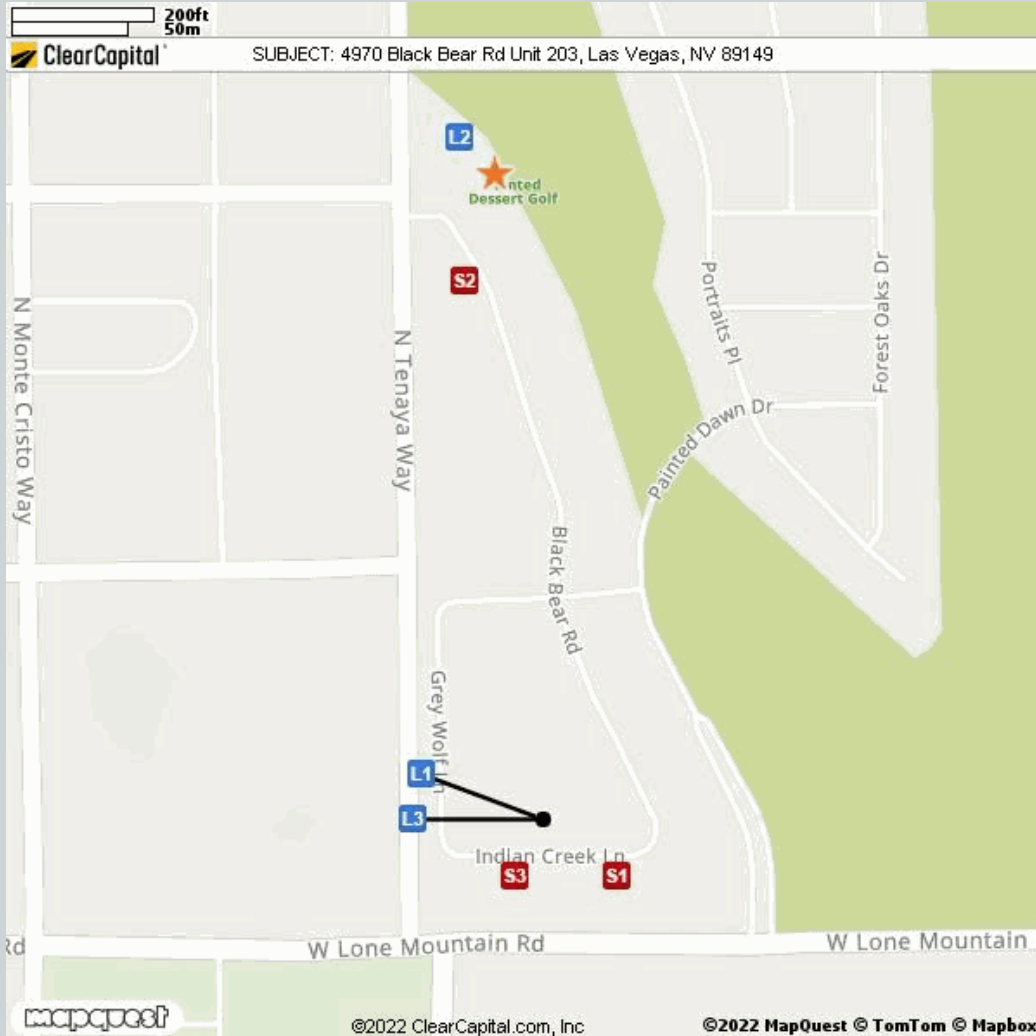 200ft
50m
ClearCapital
SUBJECT: 4970 Black Bear Rd Unit 203, Las Vegas, NV 89149
L2
nted
Dessert Golf
S2
N Monte Cristo Way
N Tenaya Way
Portraits Pl
Forest Oaks Dr
Painted Dawn Dr
Black Bear Rd
Grey Wolf Ln
L1
L3
Indian Creek Ln
S3
S1
Rd
W Lone Mountain Rd
W Lone Mountain
mapquest
©2022 ClearCapital.com, Inc
©2022 MapQuest © TomTom © Mapbox